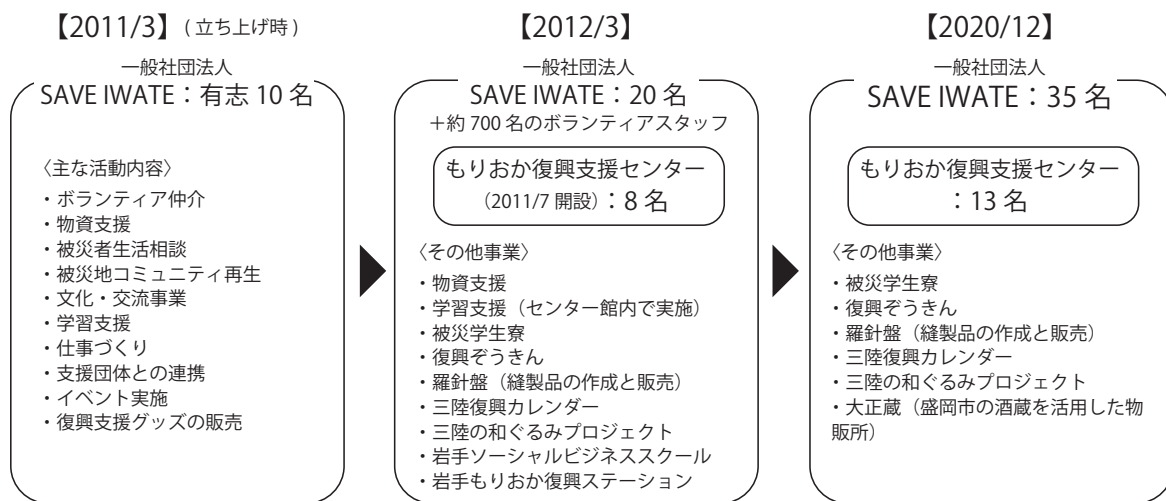 【2011/3】 ( 立ち上げ時 )
一般社団法人
SAVE IWATE：有志 10 名
〈主な活動内容〉
・ボランティア仲介
・物資支援
・被災者生活相談
・被災地コミュニティ再生
・文化・交流事業
・学習支援
・仕事づくり
・支援団体との連携
・イベント実施
・復興支援グッズの販売
【2012/3】
一般社団法人
SAVE IWATE：20 名
＋約 700 名のボランティアスタッフ
もりおか復興支援センター
（2011/7 開設）：8 名
〈その他事業〉
・物資支援
・学習支援（センター館内で実施）
・被災学生寮
・復興ぞうきん
・羅針盤（縫製品の作成と販売）
・三陸復興カレンダー
・三陸の和ぐるみプロジェクト
・岩手ソーシャルビジネススクール
・岩手もりおか復興ステーション
【2020/12】
一般社団法人
SAVE IWATE：35 名
もりおか復興支援センター
：13 名
〈その他事業〉
・被災学生寮
・復興ぞうきん
・羅針盤（縫製品の作成と販売）
・三陸復興カレンダー
・三陸の和ぐるみプロジェクト
・大正蔵（盛岡市の酒蔵を活用した物
販所）